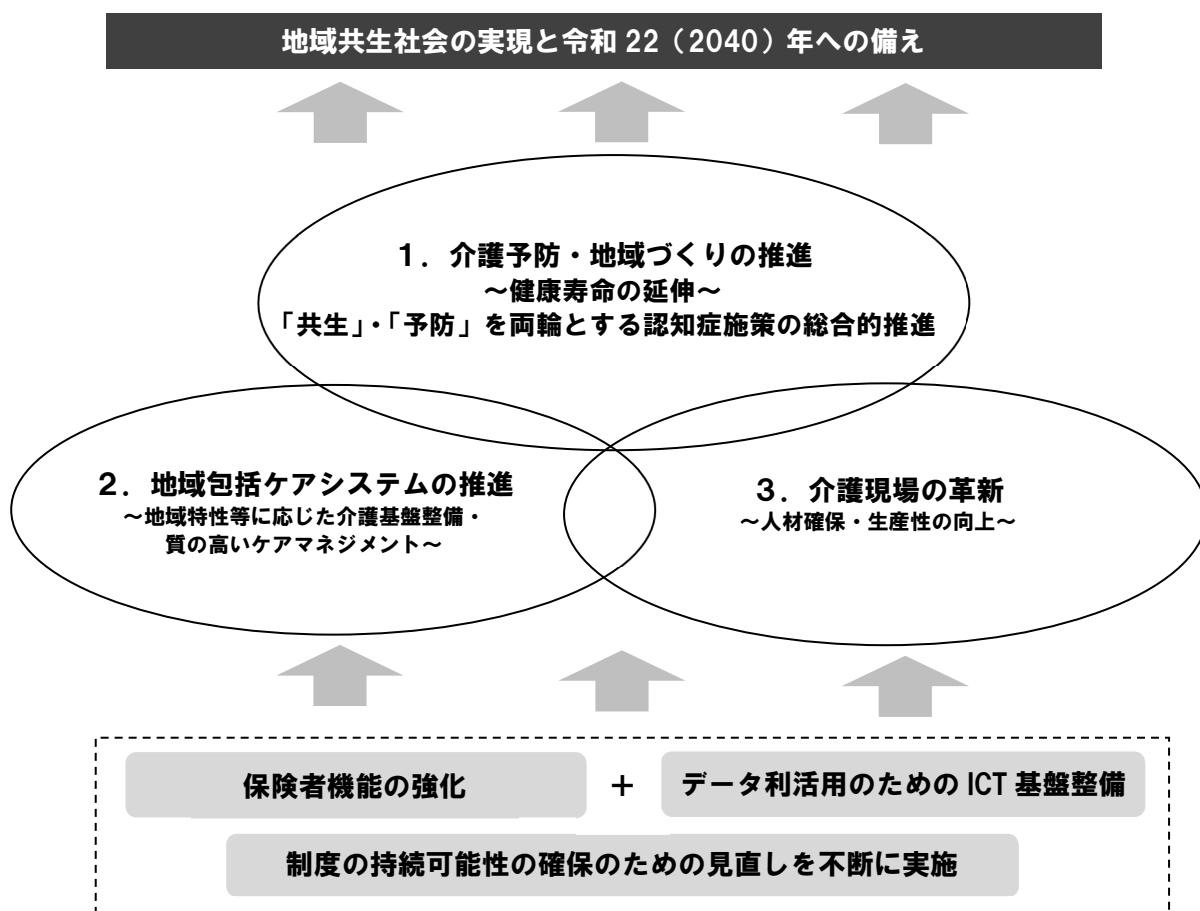 地域共生社会の実現と令和 22（2040）年への備え
１．介護予防・地域づくりの推進
～健康寿命の延伸～
「共生」・「予防」を両輪とする認知症施策の総合的推進
２．地域包括ケアシステムの推進
～地域特性等に応じた介護基盤整備・
質の高いケアマネジメント～
３．介護現場の革新
～人材確保・生産性の向上～
保険者機能の強化
＋
データ利活用のための ICT 基盤整備
制度の持続可能性の確保のための見直しを不断に実施